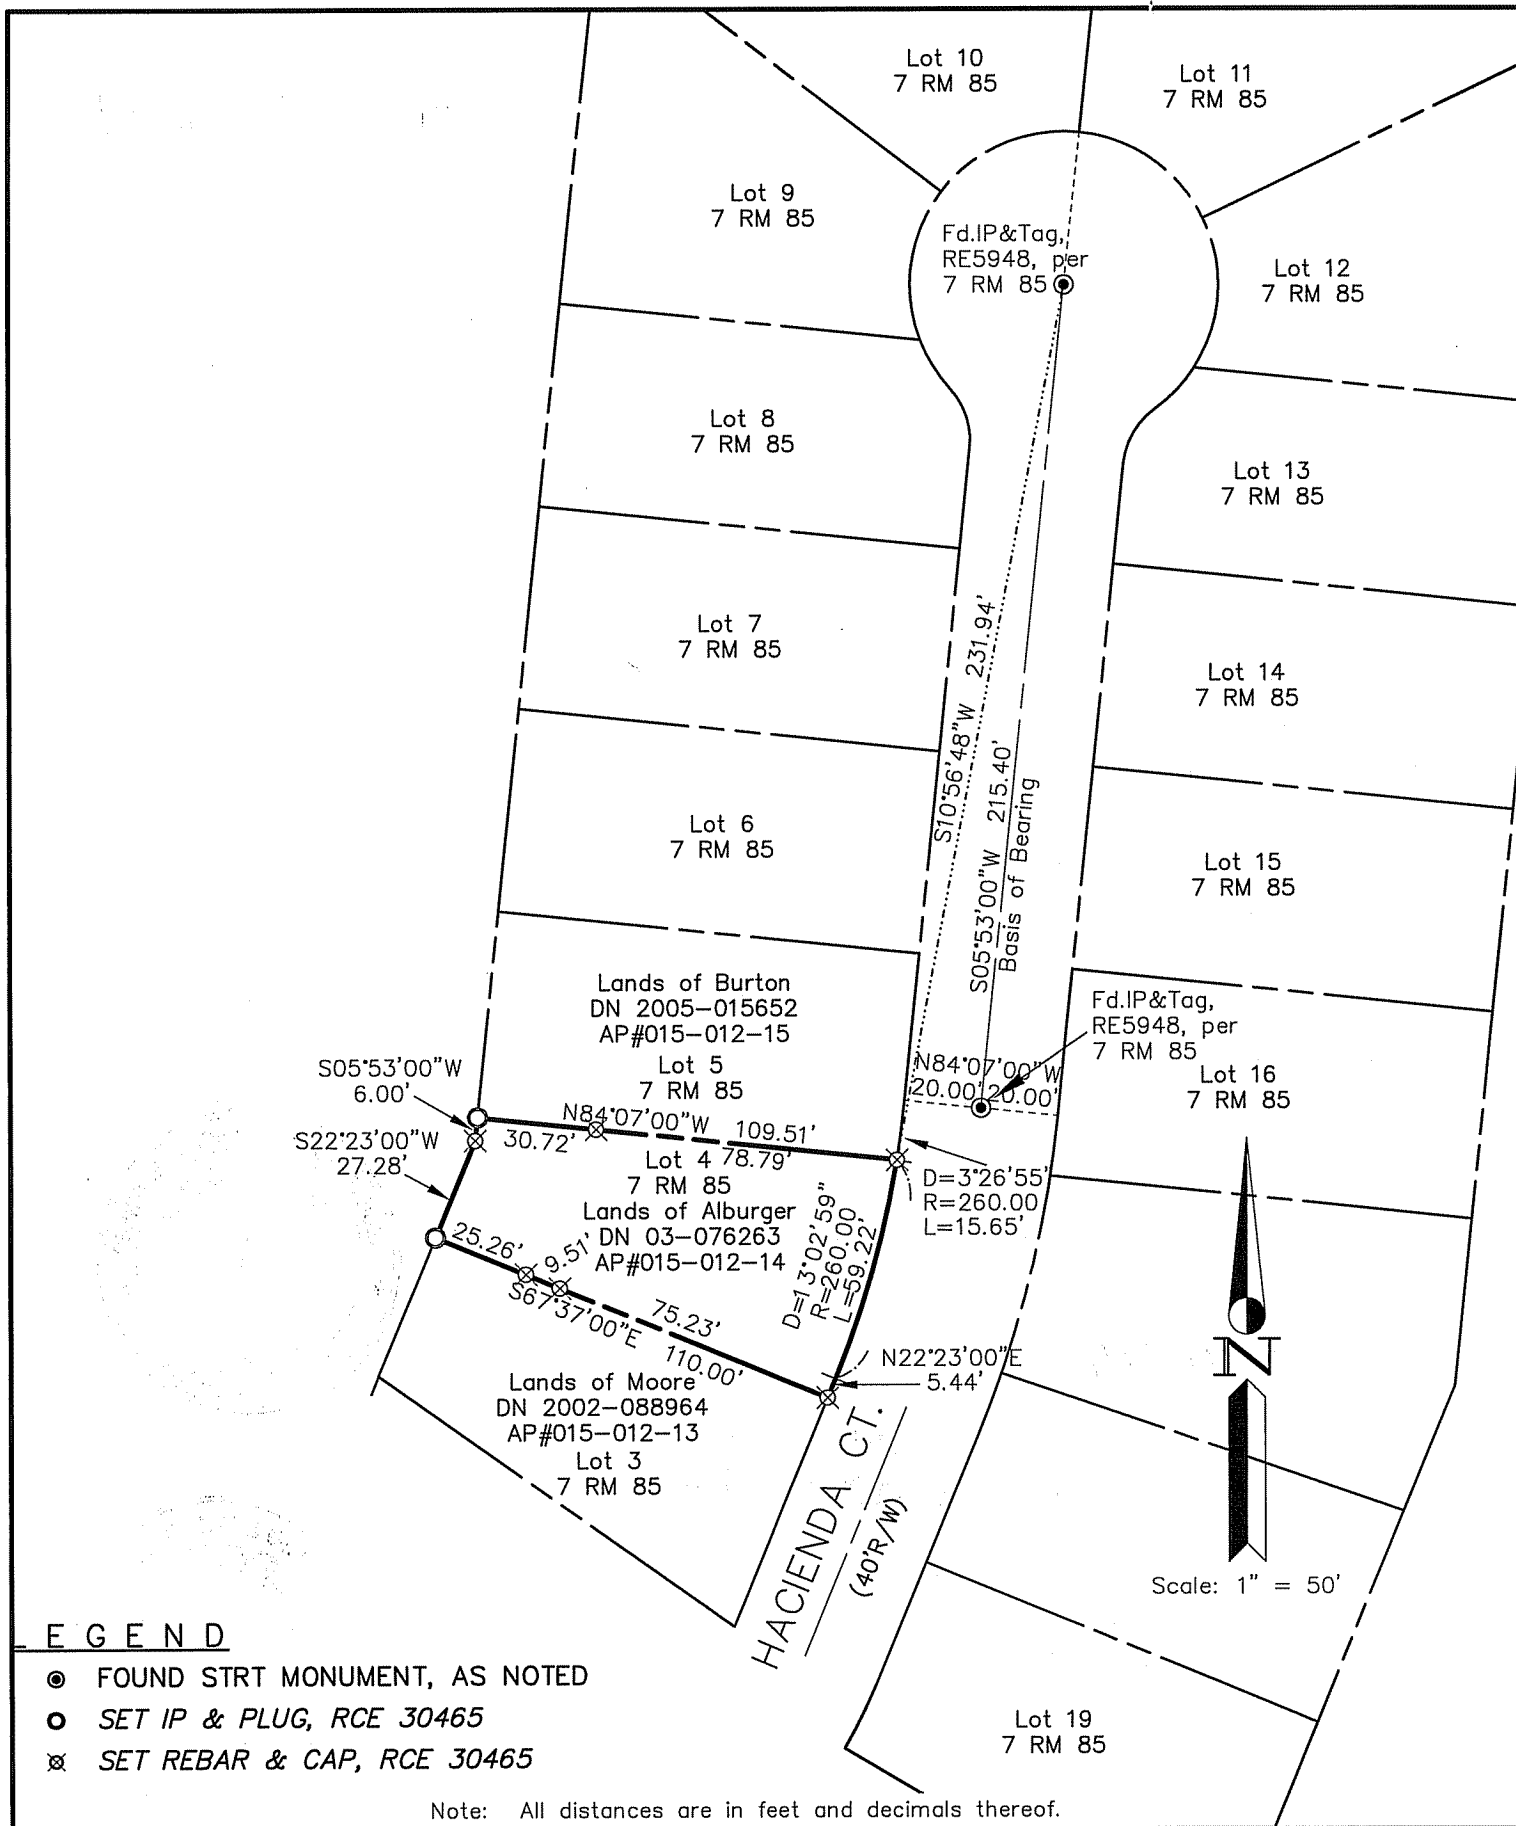 Lot 10
7 RM 85
Lot 11
7 RM 85
Lot 9
7 RM 85
Fd.IP&Tag,
RE5948, per
7 RM 85
Lot 12
7 RM 85
Lot 8
7 RM 85
Lot 13
7 RM 85
Lot 7
7 RM 85
S10°56'48"W 231.94'
Lot 14
7 RM 85
S05°53'00"W 215.40'
Basis of Bearing
Lot 6
7 RM 85
Lot 15
7 RM 85
Lands of Burton
DN 2005-015652
AP#015-012-15
Lot 5
7 RM 85
Fd.IP&Tag,
RE5948, per
7 RM 85
N84°07'00"W
20.00' 20.00'
Lot 16
7 RM 85
S05°53'00"W
6.00'
S22°23'00"W
27.28'
N84°07'00"W 109.51'
30.72' 78.79'
Lot 4
7 RM 85
Lands of Alburger
DN 03-076263
AP#015-012-14
D=3°26'55'
R=260.00
L=15.65'
D=13°02'59"
R=260.00
L=59.22'
25.26' 9.51' 75.23'
S67°37'00"E 110.00'
N22°23'00"E
5.44'
Lands of Moore
DN 2002-088964
AP#015-012-13
Lot 3
7 RM 85
HACIENDA CT.
(40'R/W)
N
Scale: 1" = 50'
Lot 19
7 RM 85
LEGEND
FOUND STRT MONUMENT, AS NOTED
SET IP & PLUG, RCE 30465
SET REBAR & CAP, RCE 30465
Note: All distances are in feet and decimals thereof.